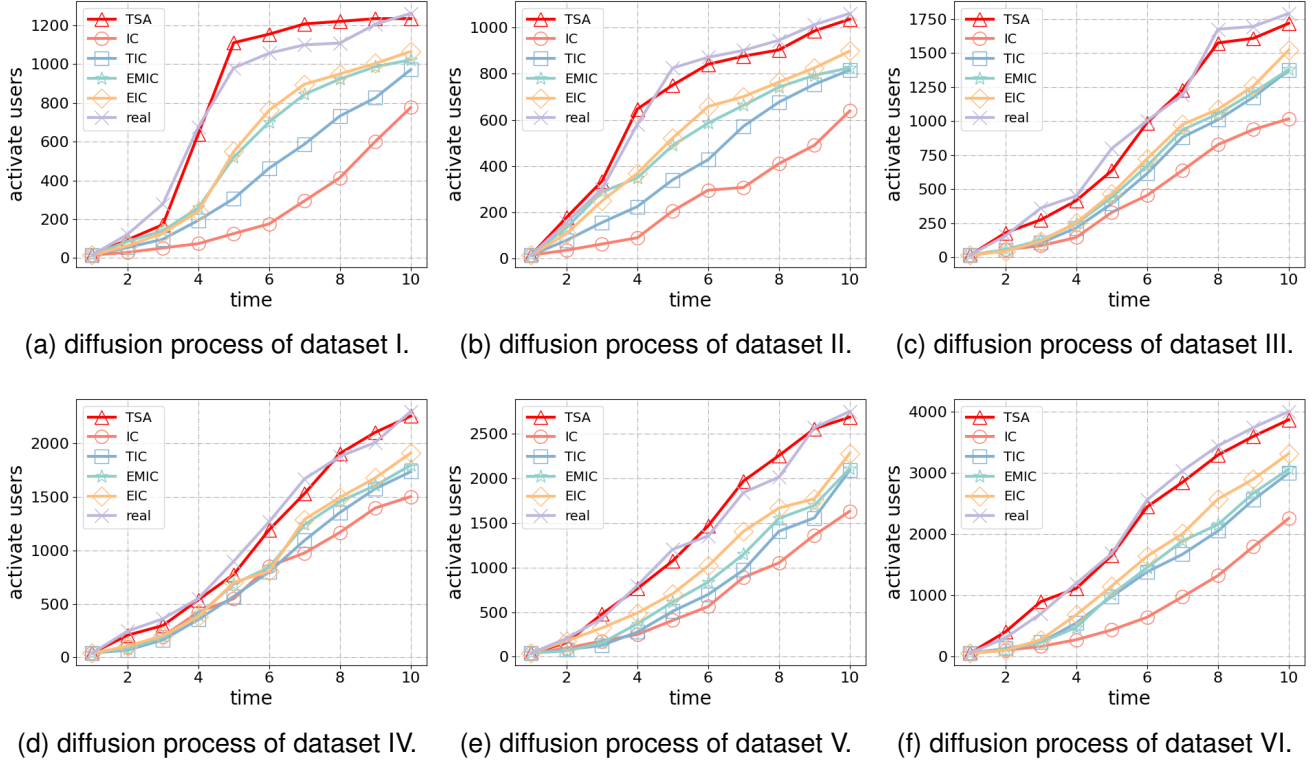 1400
1200
1000
800
600
400
200
0
activate users
TSA
IC
TIC
EMIC
EIC
real
2 4 6 8 10
time
(a) diffusion process of dataset I.
1000
800
600
400
200
0
activate users
TSA
IC
TIC
EMIC
EIC
real
2 4 6 8 10
time
(b) diffusion process of dataset II.
1750
1500
1250
1000
750
500
250
0
activate users
TSA
IC
TIC
EMIC
EIC
real
2 4 6 8 10
time
(c) diffusion process of dataset III.
2000
1500
1000
500
0
activate users
TSA
IC
TIC
EMIC
EIC
real
2 4 6 8 10
time
(d) diffusion process of dataset IV.
2500
2000
1500
1000
500
0
activate users
TSA
IC
TIC
EMIC
EIC
real
2 4 6 8 10
time
(e) diffusion process of dataset V.
4000
3000
2000
1000
0
activate users
TSA
IC
TIC
EMIC
EIC
real
2 4 6 8 10
time
(f) diffusion process of dataset VI.